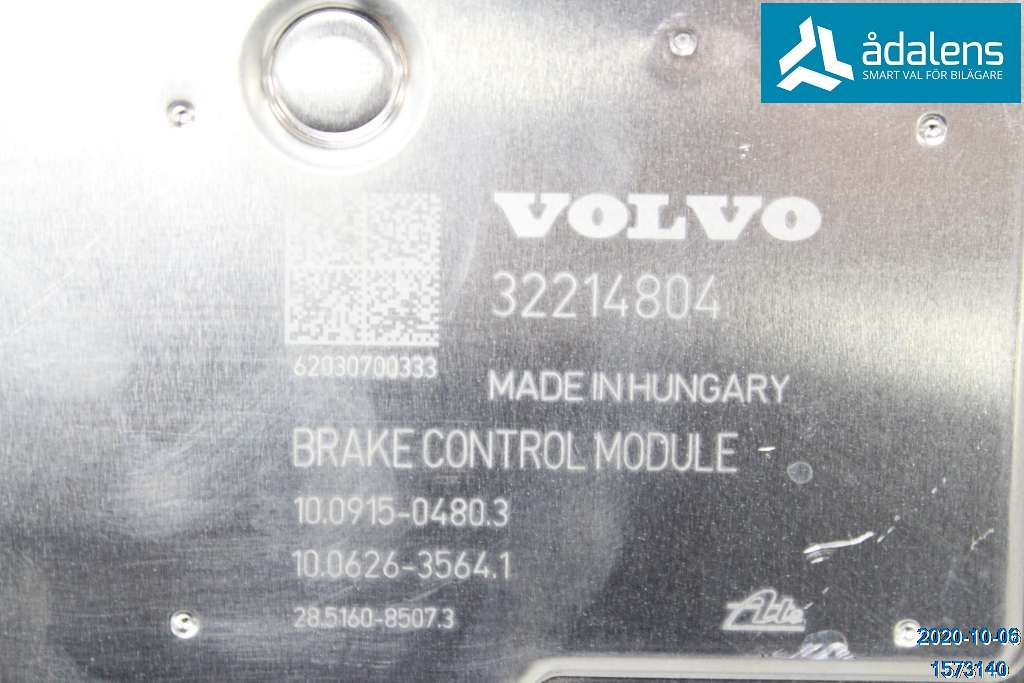 ådalens
SMART VAL FÖR BILÄGARE
VOLVO
32214804
62030700333
MADE IN HUNGARY
BRAKE CONTROL MODULE
10.0915-0480.3
10.0626-3564.1
28.5160-8507.3
Ate
2020-10-06
1573140